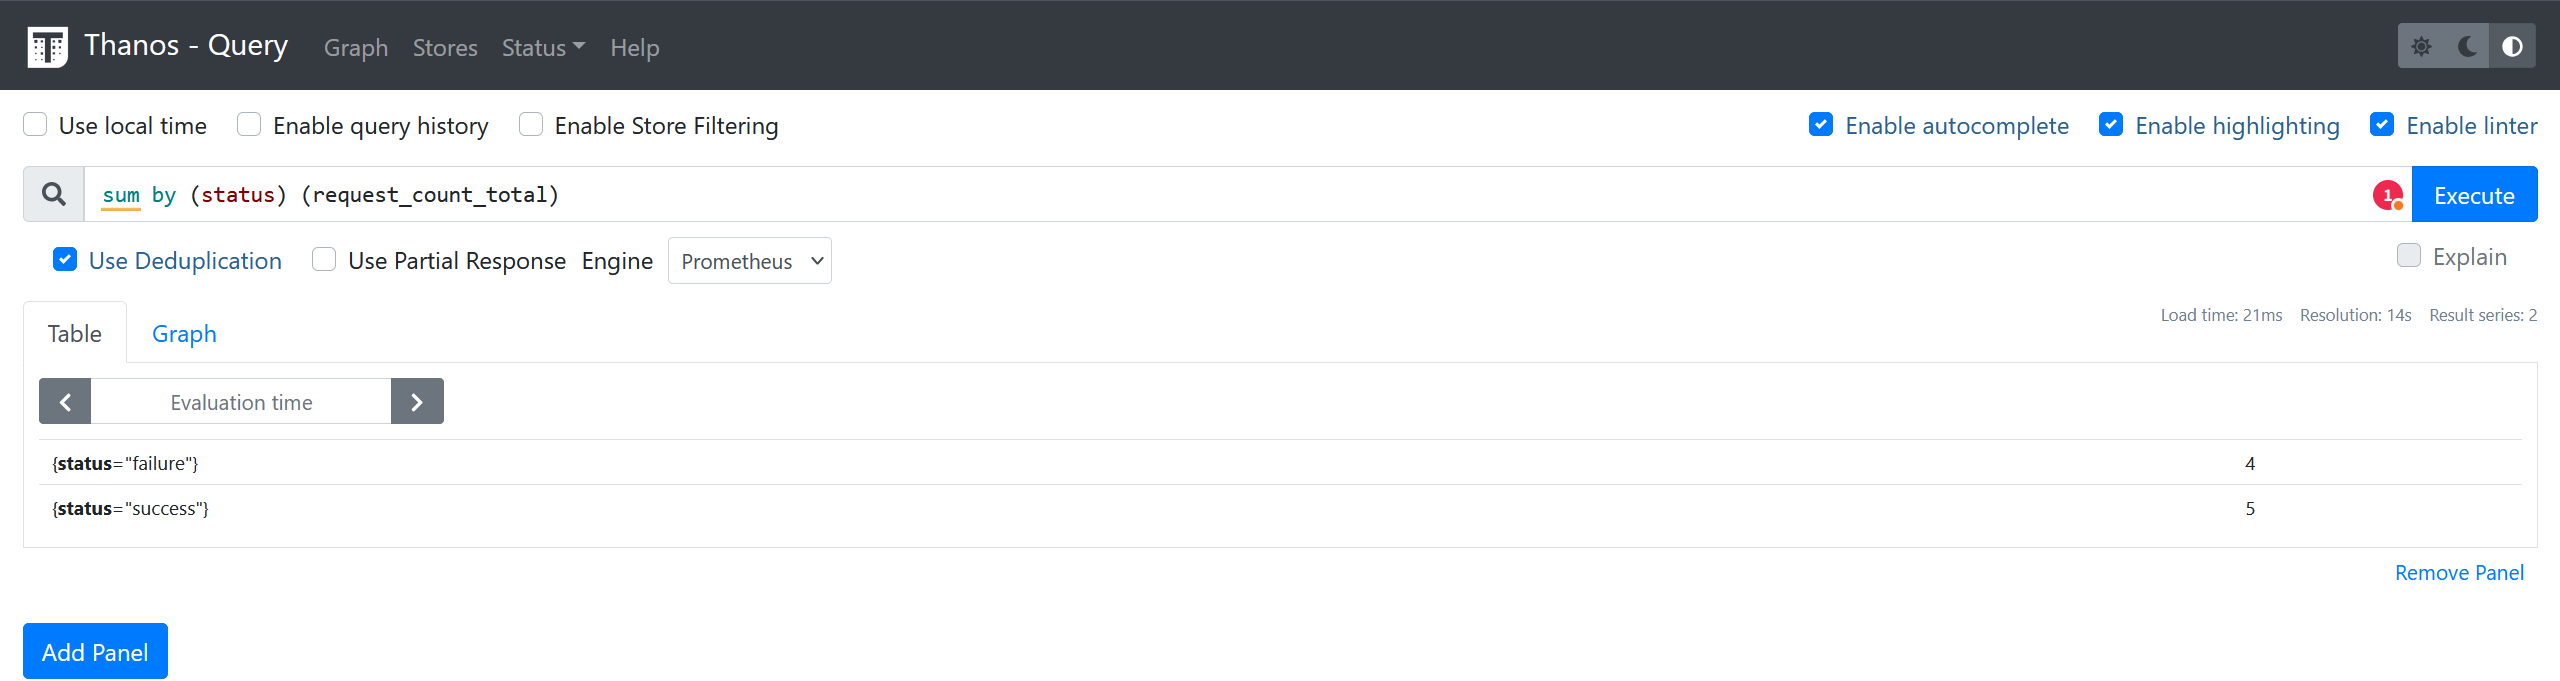 Thanos - Query Graph Stores Status Help
Use local time Enable query history Enable Store Filtering Enable autocomplete Enable highlighting Enable linter
sum by (status) (request_count_total) 1 Execute
Use Deduplication Use Partial Response Engine Prometheus Explain
Table Graph Load time: 21ms Resolution: 14s Result series: 2
Evaluation time
{status="failure"} 4
{status="success"} 5
Remove Panel
Add Panel